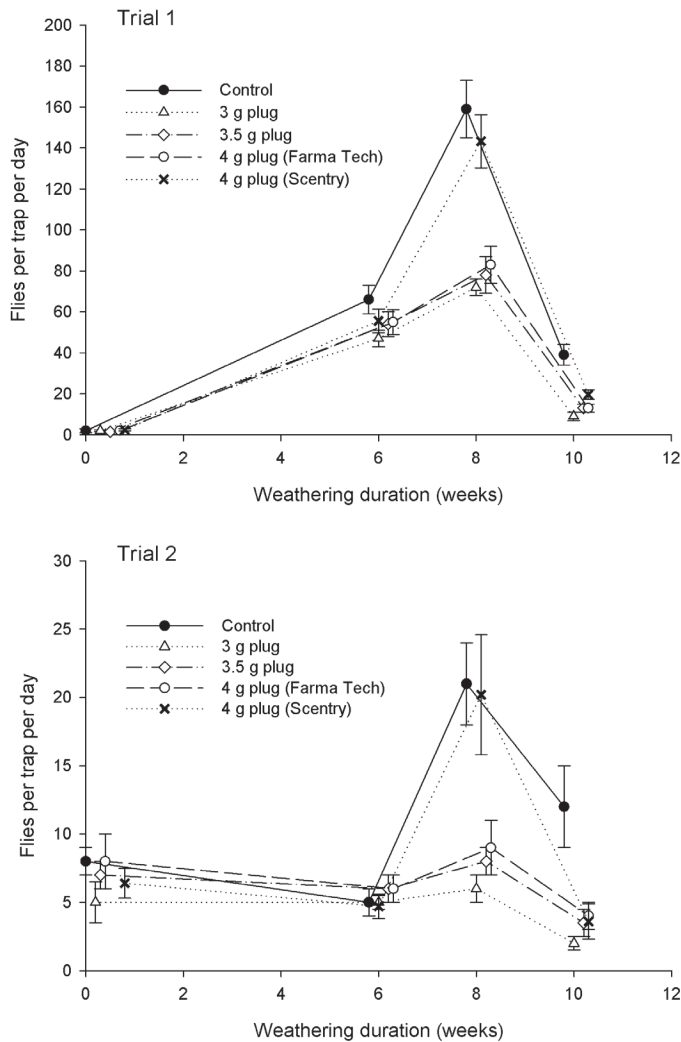 Trial 1
200
180
160
140
120
100
80
60
40
20
0
Flies per trap per day
Control
3 g plug
3.5 g plug
4 g plug (Farma Tech)
4 g plug (Scentry)
0 2 4 6 8 10 12
Weathering duration (weeks)
Trial 2
30
25
20
15
10
5
0
Flies per trap per day
Control
3 g plug
3.5 g plug
4 g plug (Farma Tech)
4 g plug (Scentry)
0 2 4 6 8 10 12
Weathering duration (weeks)